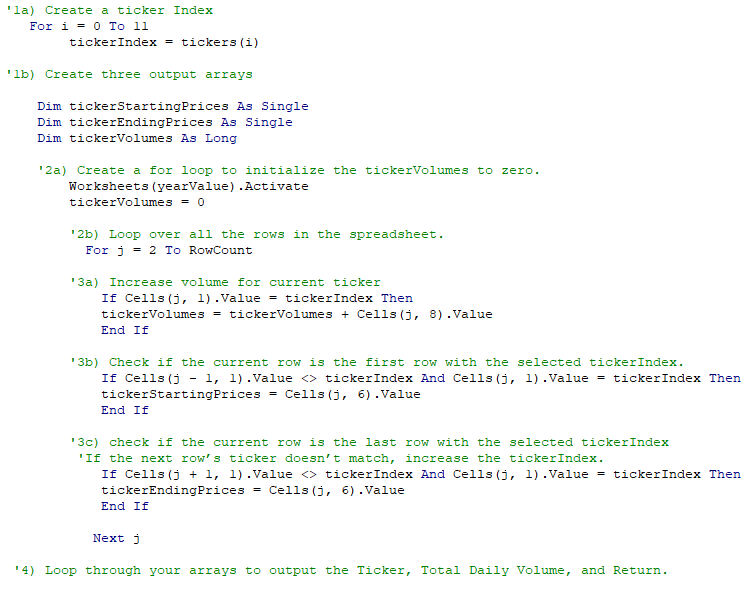 '1a) Create a ticker Index
For i = 0 To 11
tickerIndex = tickers(i)
'1b) Create three output arrays
Dim tickerStartingPrices As Single
Dim tickerEndingPrices As Single
Dim tickerVolumes As Long
'2a) Create a for loop to initialize the tickerVolumes to zero.
Worksheets(yearValue).Activate
tickerVolumes = 0
'2b) Loop over all the rows in the spreadsheet.
For j = 2 To RowCount
'3a) Increase volume for current ticker
If Cells(j, 1).Value = tickerIndex Then
tickerVolumes = tickerVolumes + Cells(j, 8).Value
End If
'3b) Check if the current row is the first row with the selected tickerIndex.
If Cells(j - 1, 1).Value <> tickerIndex And Cells(j, 1).Value = tickerIndex Then
tickerStartingPrices = Cells(j, 6).Value
End If
'3c) check if the current row is the last row with the selected tickerIndex
'If the next row’s ticker doesn’t match, increase the tickerIndex.
If Cells(j + 1, 1).Value <> tickerIndex And Cells(j, 1).Value = tickerIndex Then
tickerEndingPrices = Cells(j, 6).Value
End If
Next j
'4) Loop through your arrays to output the Ticker, Total Daily Volume, and Return.